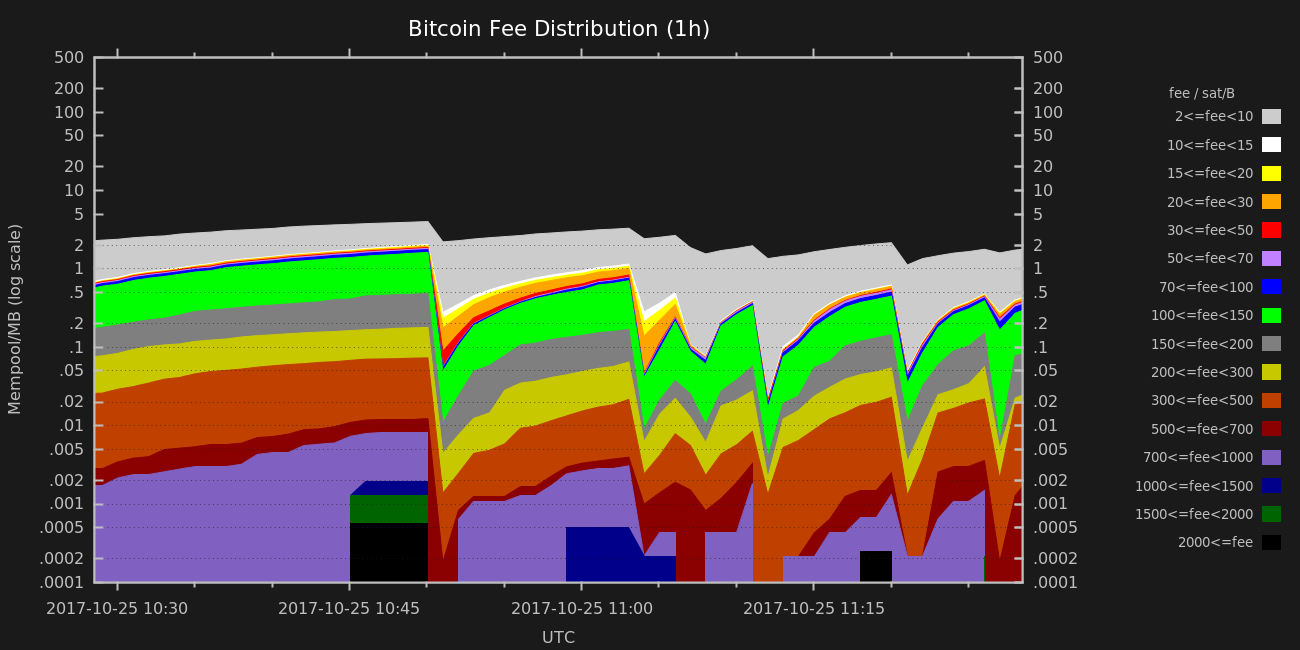 Bitcoin Fee Distribution (1h)
500
200
100
50
20
10
5
2
1
.5
.2
.1
.05
.02
.01
.005
.002
.001
.0005
.0002
.0001
Mempool/MB (log scale)
500
200
100
50
20
10
5
2
1
.5
.2
.1
.05
.02
.01
.005
.002
.001
.0005
.0002
.0001
2017-10-25 10:30 2017-10-25 10:45 2017-10-25 11:00 2017-10-25 11:15
UTC
fee / sat/B
2<=fee<10
10<=fee<15
15<=fee<20
20<=fee<30
30<=fee<50
50<=fee<70
70<=fee<100
100<=fee<150
150<=fee<200
200<=fee<300
300<=fee<500
500<=fee<700
700<=fee<1000
1000<=fee<1500
1500<=fee<2000
2000<=fee